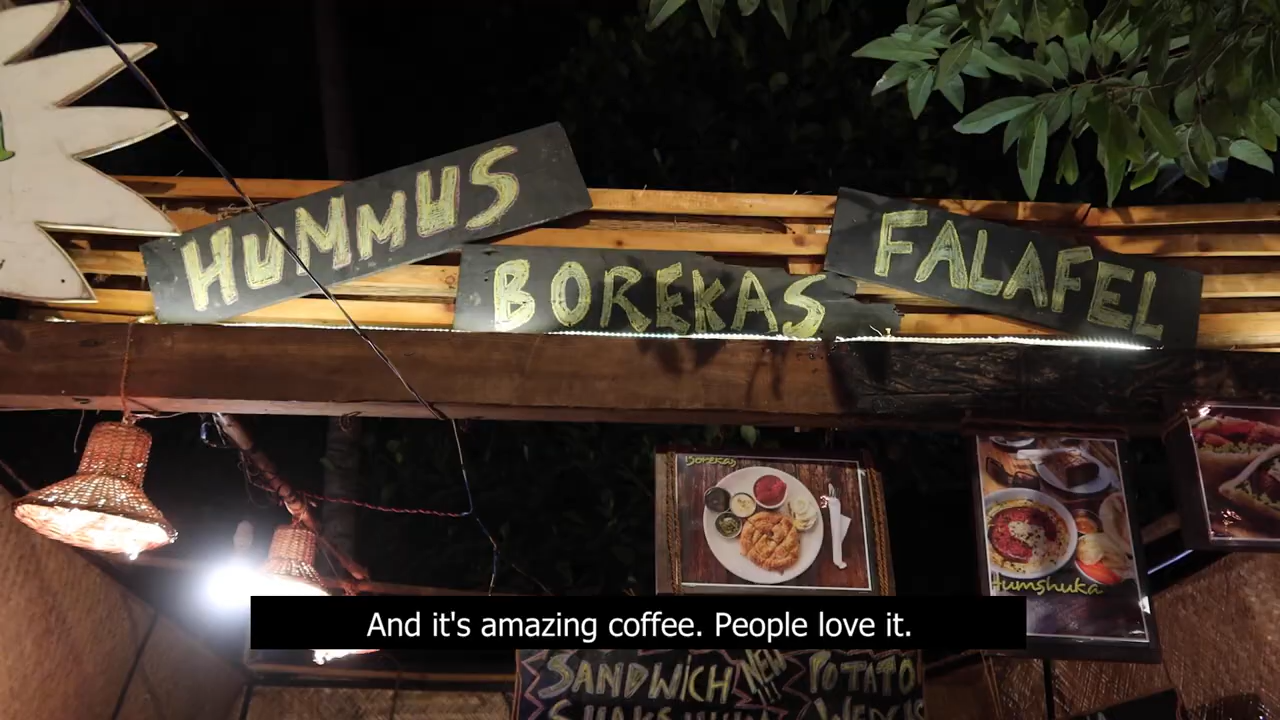 HUMMUS
BOREKAS
FALAFEL
Borekas
Humshuka
And it's amazing coffee. People love it.
SANDWICH
NEW!!!
POTATO